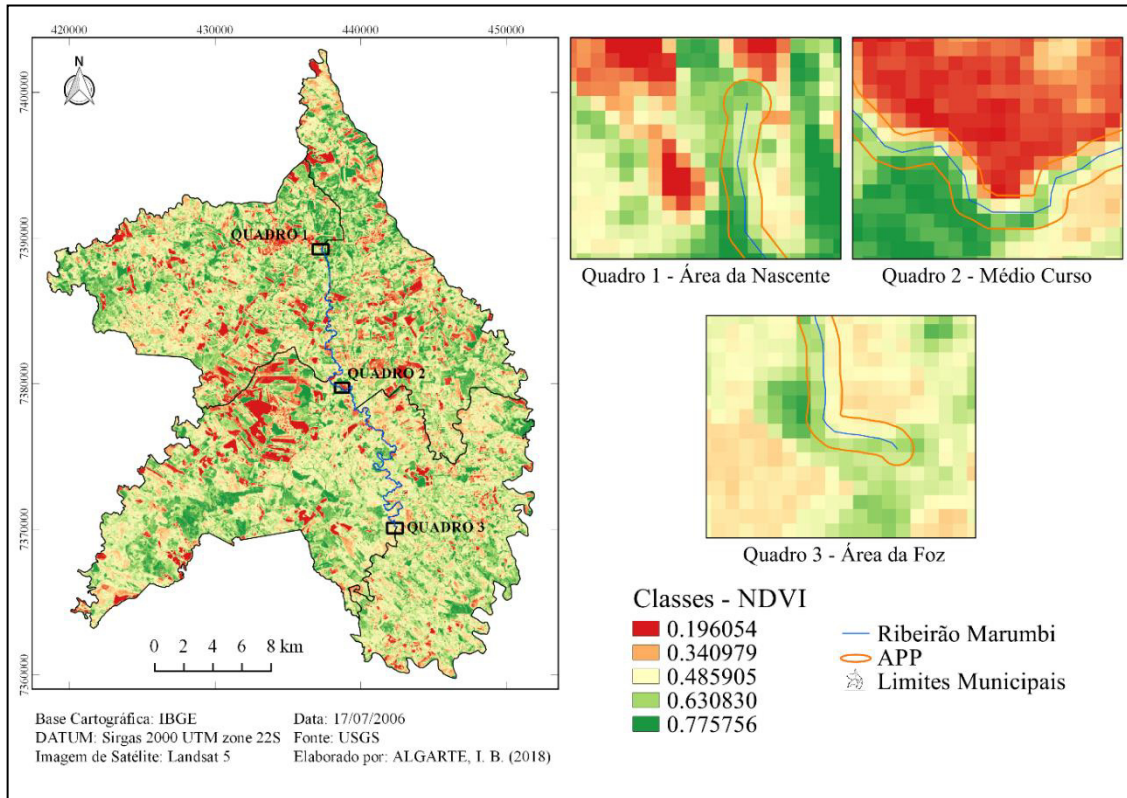 420000 430000 440000 450000
7400000
7390000
7380000
7370000
7360000
N
QUADRO 1
QUADRO 2
QUADRO 3
0 2 4 6 8 km
Quadro 1 - Área da Nascente
Quadro 2 - Médio Curso
Quadro 3 - Área da Foz
Classes - NDVI
0.196054
0.340979
0.485905
0.630830
0.775756
Ribeirão Marumbi
APP
Limites Municipais
Base Cartográfica: IBGE
DATUM: Sirgas 2000 UTM zone 22S
Imagem de Satélite: Landsat 5
Data: 17/07/2006
Fonte: USGS
Elaborado por: ALGARTE, I. B. (2018)